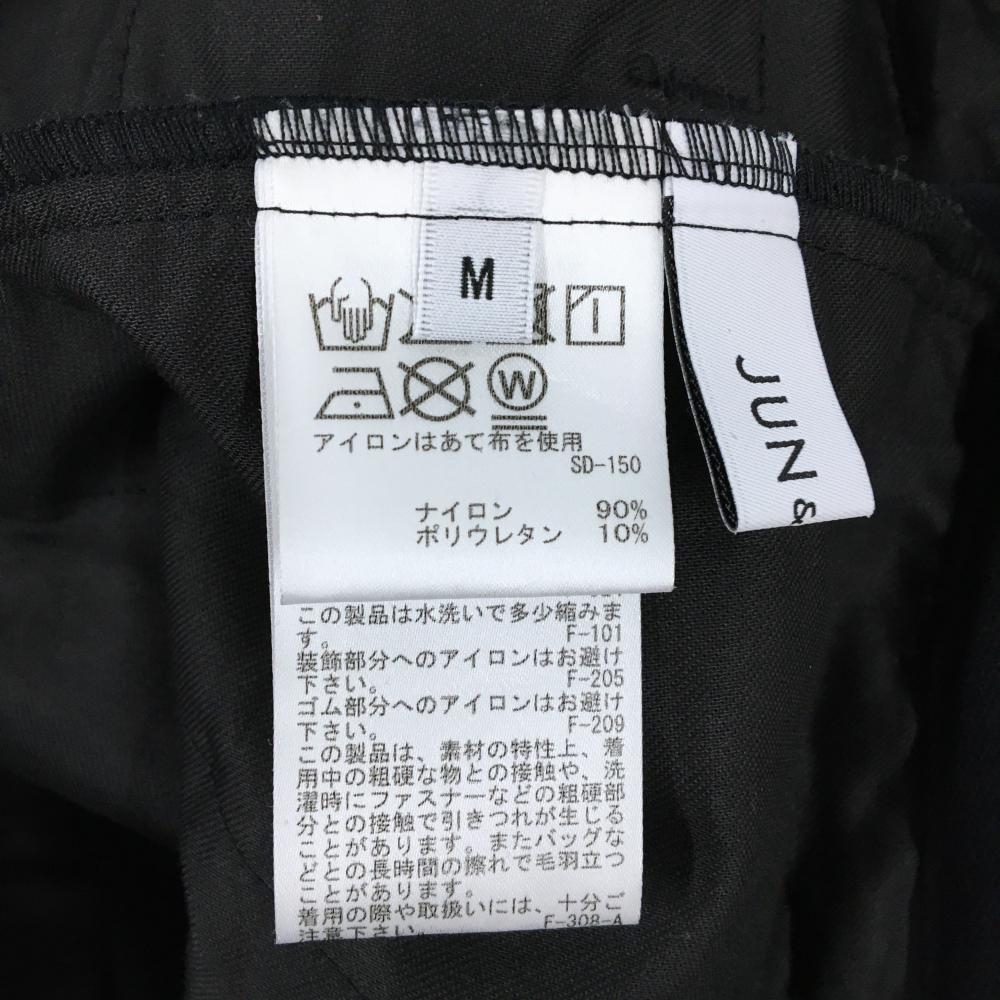 M
W
アイロンはあて布を使用
SD-150
ナイロン 90%
ポリウレタン 10%
この製品は水洗いで多少縮みま
す。 F-101
装飾部分へのアイロンはお避け
下さい。 F-205
ゴム部分へのアイロンはお避け
下さい。 F-209
この製品は、素材の特性上、着
用中の粗硬な物との接触や、洗
濯時にファスナーなどの粗硬部
分との接触で引きつれが生じる
ことがあります。またバッグな
どとの長時間の擦れで毛羽立つ
ことがあります。
着用の際や取扱いには、十分ご
注意下さい。 F-308-A
JUN &